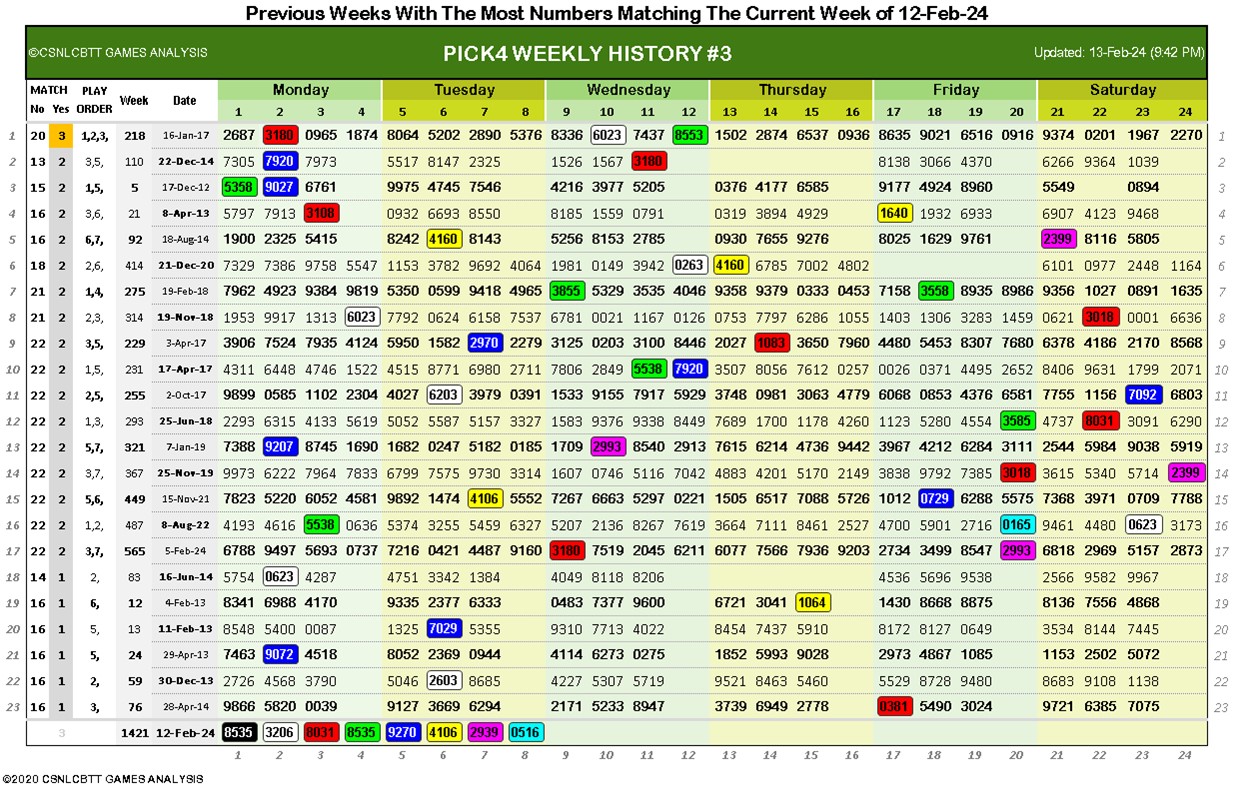 Previous Weeks With The Most Numbers Matching The Current Week of 12-Feb-24
©CSNLCBTT GAMES ANALYSIS PICK4 WEEKLY HISTORY #3 Updated: 13-Feb-24 (9:42 PM)
MATCH PLAY Week Date Monday Tuesday Wednesday Thursday Friday Saturday
No Yes ORDER 1 2 3 4 5 6 7 8 9 10 11 12 13 14 15 16 17 18 19 20 21 22 23 24
1 20 3 1,2,3, 218 16-Jan-17 2687 3180 0965 1874 8064 5202 2890 5376 8336 6023 7437 8553 1502 2874 6537 0936 8635 9021 6516 0916 9374 0201 1967 2270 1
2 13 2 3,5, 110 22-Dec-14 7305 7920 7973 5517 8147 2325 1526 1567 3180 8138 3066 4370 6266 9364 1039 2
3 15 2 1,5, 5 17-Dec-12 5358 9027 6761 9975 4745 7546 4216 3977 5205 0376 4177 6585 9177 4924 8960 5549 0894 3
4 16 2 3,6, 21 8-Apr-13 5797 7913 3108 0932 6693 8550 8185 1559 0791 0319 3894 4929 1640 1932 6933 6907 4123 9468 4
5 16 2 6,7, 92 18-Aug-14 1900 2325 5415 8242 4160 8143 5256 8153 2785 0930 7655 9276 8025 1629 9761 2399 8116 5805 5
6 18 2 2,6, 414 21-Dec-20 7329 7386 9758 5547 1153 3782 9692 4064 1981 0149 3942 0263 4160 6785 7002 4802 6101 0977 2448 1164 6
7 21 2 1,4, 275 19-Feb-18 7962 4923 9384 9819 5350 0599 9418 4965 3855 5329 3535 4046 9358 9379 0333 0453 7158 3558 8935 8986 9356 1027 0891 1635 7
8 21 2 2,3, 314 19-Nov-18 1953 9917 1313 6023 7792 0624 6158 7537 6781 0021 1167 0126 0753 7797 6286 1055 1403 1306 3283 1459 0621 3018 0001 6636 8
9 22 2 3,5, 229 3-Apr-17 3906 7524 7935 4124 5950 1582 2970 2279 3125 0203 3100 8446 2027 1083 3650 7960 4480 5453 8307 7680 6378 4186 2170 8568 9
10 22 2 1,5, 231 17-Apr-17 4311 6448 4746 1522 4515 8771 6980 2711 7806 2849 5538 7920 3507 8056 7612 0257 0026 0371 4495 2652 8406 9631 1799 2071 10
11 22 2 2,5, 255 2-Oct-17 9899 0585 1102 2304 4027 6203 3979 0391 1533 9155 7917 5929 3748 0981 3063 4779 6068 0853 4376 6581 7755 1156 7092 6803 11
12 22 2 1,3, 293 25-Jun-18 2293 6315 4133 5619 5321 5587 5157 3327 1585 9376 9338 8449 7689 1700 1178 4260 1123 5280 4554 3585 4737 8031 3091 6290 12
13 22 2 5,7, 321 7-Jan-19 7388 9207 8745 1690 1682 0247 5182 0185 1709 2993 8540 2913 7615 6214 4736 9442 3967 4212 6284 3111 2544 5984 9038 5919 13
14 22 2 3,7, 367 25-Nov-19 9973 6222 7964 7833 6799 7575 9730 3314 1607 0746 5116 7042 4883 4201 5170 2149 3838 9792 7385 3018 3615 5340 5714 2399 14
15 22 2 5,6, 449 15-Nov-21 7823 5220 6052 4581 9892 1474 4106 5552 7267 6663 5297 0221 1505 6517 7088 5726 1012 0729 6288 5575 7368 3971 0709 7788 15
16 22 2 1,2, 487 8-Aug-22 4193 4616 5538 0636 5374 3255 5459 6327 5207 2136 8267 7619 3664 7111 8461 2527 4700 5901 2716 0165 9461 4480 0623 3173 16
17 22 2 3,7, 565 5-Feb-24 6788 9497 5693 0737 7216 0421 4487 9160 3180 7519 2045 6211 6077 7566 7936 9203 2734 3499 8547 2993 6818 2969 5157 2873 17
18 14 1 2, 83 16-Jun-14 5754 0623 4287 4751 3342 1384 4049 8118 8206 4536 5696 9538 2566 9582 9967 18
19 16 1 6, 12 4-Feb-13 8341 6988 4170 9335 2377 6333 0483 7377 9600 6721 3041 1064 1430 8668 8875 8136 7556 4868 19
20 16 1 5, 13 11-Feb-13 8548 5400 0087 1325 7029 5355 9310 7713 4022 8454 7437 5910 8172 8127 0649 3534 8144 7445 20
21 16 1 5, 24 29-Apr-13 7463 9072 4518 8052 2369 0944 4114 6273 0275 1852 5993 9028 2973 4867 1085 1153 2502 5072 21
22 16 1 2, 59 30-Dec-13 2726 4568 3790 5046 2603 8685 4227 5307 5719 9521 8463 5460 5529 8728 9480 8683 9108 1138 22
23 16 1 3, 76 28-Apr-14 9866 5820 0039 9127 3669 6294 2171 5233 8947 3739 6949 2778 0381 5490 3024 9721 6385 7075 23
3 1421 12-Feb-24 8535 3206 8031 8535 9270 4106 2939 0516
1 2 3 4 5 6 7 8 9 10 11 12 13 14 15 16 17 18 19 20 21 22 23 24
©2020 CSNLCBTT GAMES ANALYSIS